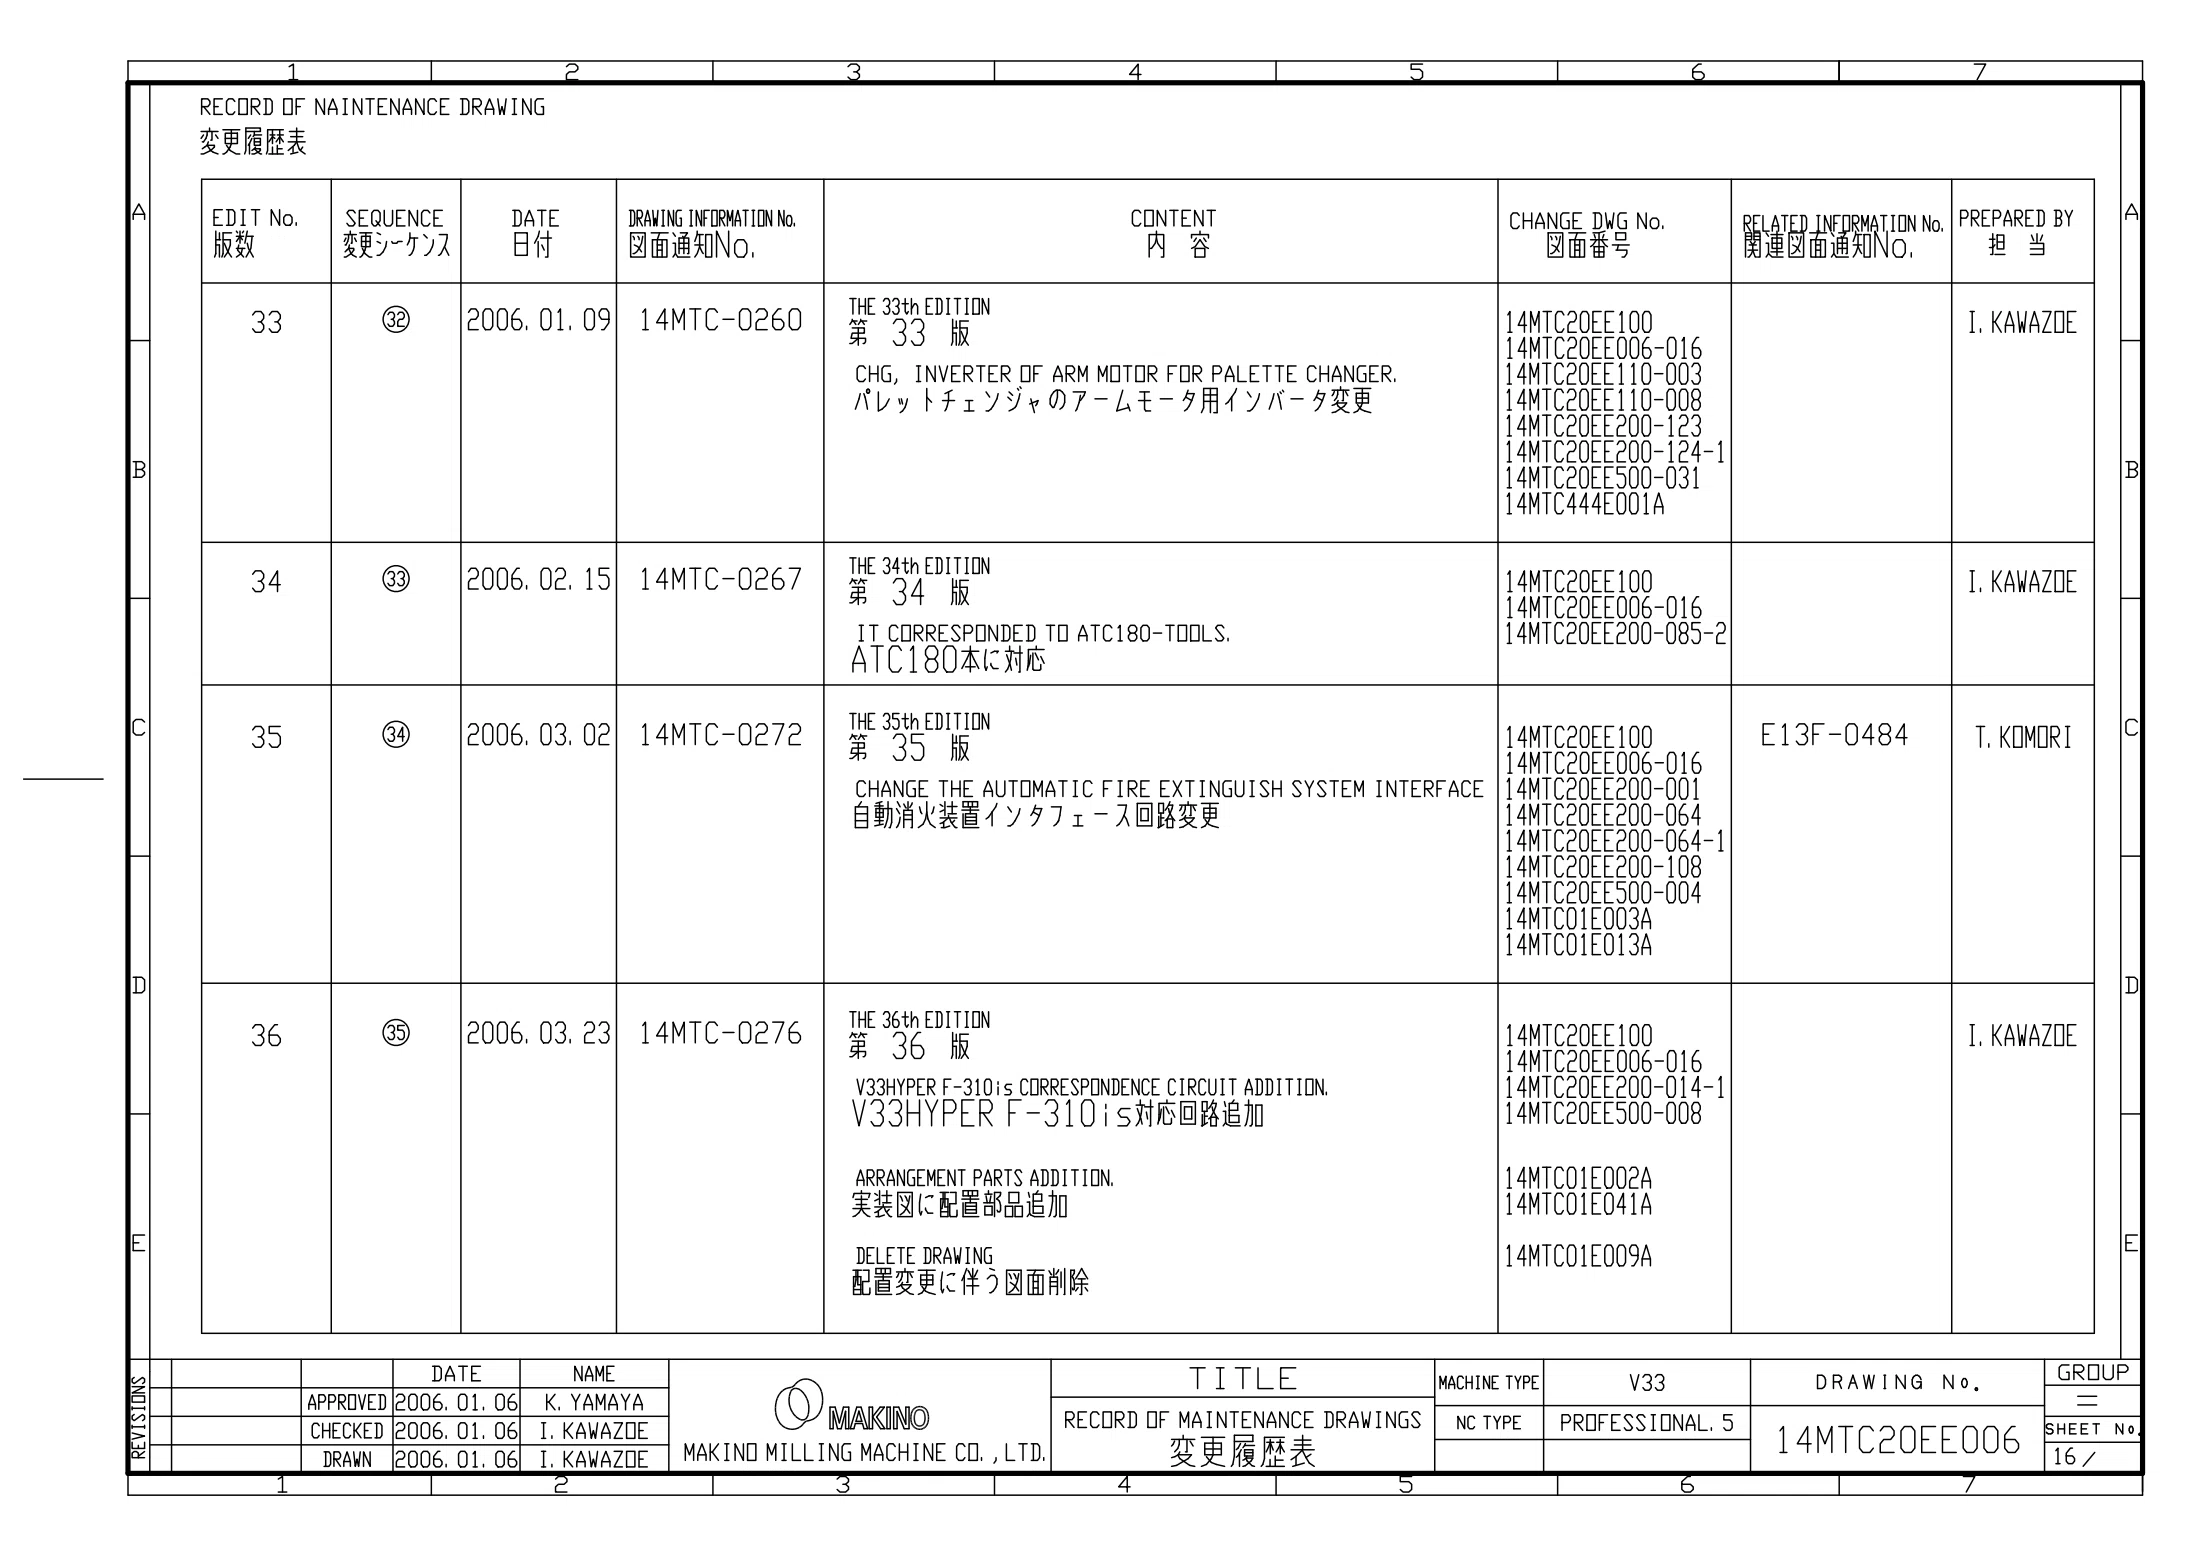 1 2 3 4 5 6 7
RECORD OF NAINTENANCE DRAWING
変更履歴表
EDIT No.
版数
SEQUENCE
変更シーケンス
DATE
日付
DRAWING INFORMATION No.
図面通知No.
CONTENT
内 容
CHANGE DWG No.
図面番号
RELATED INFORMATION No.
関連図面通知No.
PREPARED BY
担 当
A
A
33
㉜
2006.01.09
14MTC-0260
THE 33th EDITION
第 33 版
CHG, INVERTER OF ARM MOTOR FOR PALETTE CHANGER.
パレットチェンジャのアームモータ用インバータ変更
14MTC20EE100
14MTC20EE006-016
14MTC20EE110-003
14MTC20EE110-008
14MTC20EE200-123
14MTC20EE200-124-1
14MTC20EE500-031
14MTC444E001A
I. KAWAZOE
B
B
34
㉝
2006.02.15
14MTC-0267
THE 34th EDITION
第 34 版
IT CORRESPONDED TO ATC180-TOOLS.
ATC180本に対応
14MTC20EE100
14MTC20EE006-016
14MTC20EE200-085-2
I. KAWAZOE
C
C
35
㉞
2006.03.02
14MTC-0272
THE 35th EDITION
第 35 版
CHANGE THE AUTOMATIC FIRE EXTINGUISH SYSTEM INTERFACE
自動消火装置インタフェース回路変更
14MTC20EE100
14MTC20EE006-016
14MTC20EE200-001
14MTC20EE200-064
14MTC20EE200-064-1
14MTC20EE200-108
14MTC20EE500-004
14MTC01E003A
14MTC01E013A
E13F-0484
T. KOMORI
D
D
36
㉟
2006.03.23
14MTC-0276
THE 36th EDITION
第 36 版
V33HYPER F-310is CORRESPONDENCE CIRCUIT ADDITION.
V33HYPER F-310is対応回路追加
ARRANGEMENT PARTS ADDITION.
実装図に配置部品追加
DELETE DRAWING
配置変更に伴う図面削除
14MTC20EE100
14MTC20EE006-016
14MTC20EE200-014-1
14MTC20EE500-008
14MTC01E002A
14MTC01E041A
14MTC01E009A
I. KAWAZOE
E
E
REVISIONS
DATE NAME
APPROVED 2006.01.06 K. YAMAYA
CHECKED 2006.01.06 I. KAWAZOE
DRAWN 2006.01.06 I. KAWAZOE
MAKINO
MAKINO MILLING MACHINE CO.,LTD.
TITLE
RECORD OF MAINTENANCE DRAWINGS
変更履歴表
MACHINE TYPE V33
NC TYPE PROFESSIONAL.5
DRAWING No.
14MTC20EE006
GROUP
=
SHEET No.
16/
1 2 3 4 5 6 7